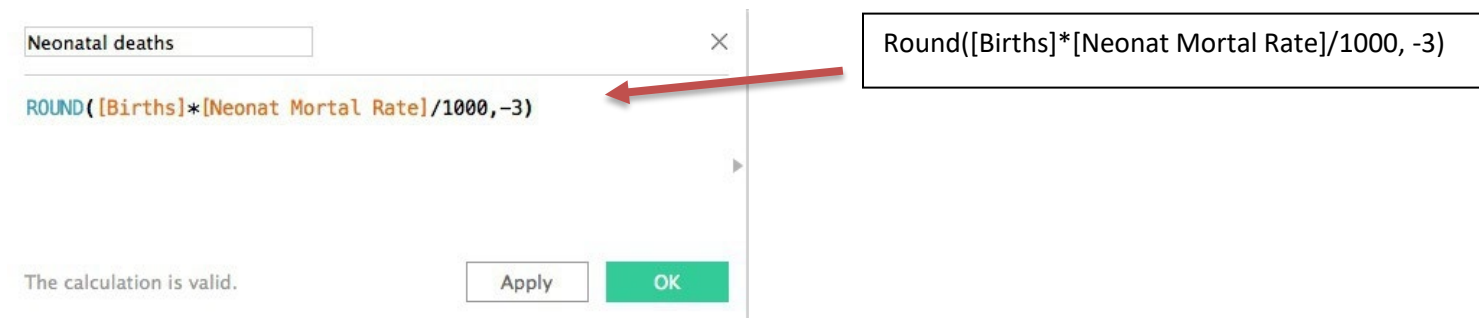 Neonatal deaths
Round([Births]*[Neonat Mortal Rate]/1000, -3)
ROUND([Births]*[Neonat Mortal Rate]/1000,-3)
The calculation is valid.
Apply
OK